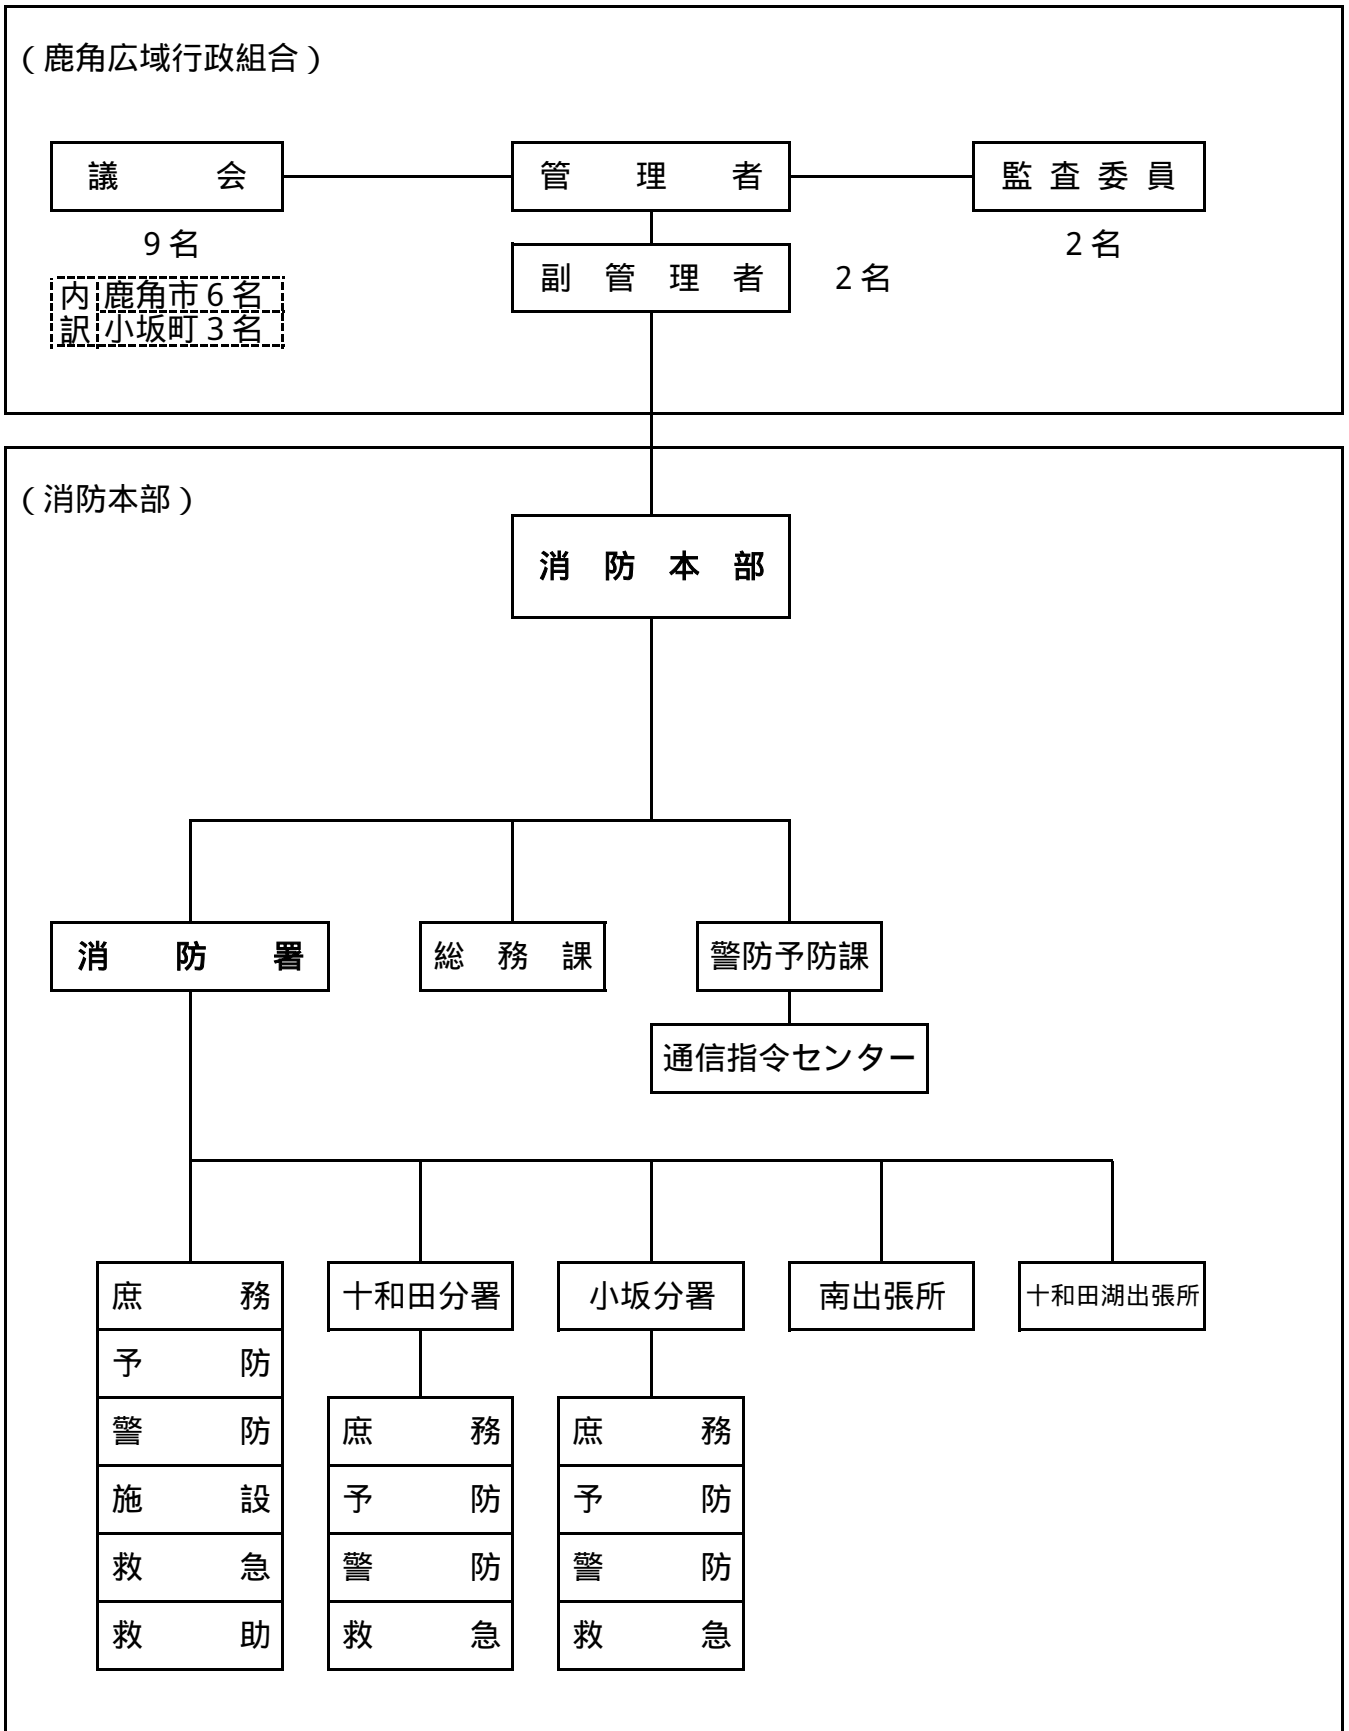 （鹿角広域行政組合）
議会
管理者
監査委員
9名
2名
副管理者
2名
内訳
鹿角市6名
小坂町3名
（消防本部）
消防本部
消防署
総務課
警防予防課
通信指令センター
庶務
予防
警防
施設
救急
救助
十和田分署
庶務
予防
警防
救急
小坂分署
庶務
予防
警防
救急
南出張所
十和田湖出張所